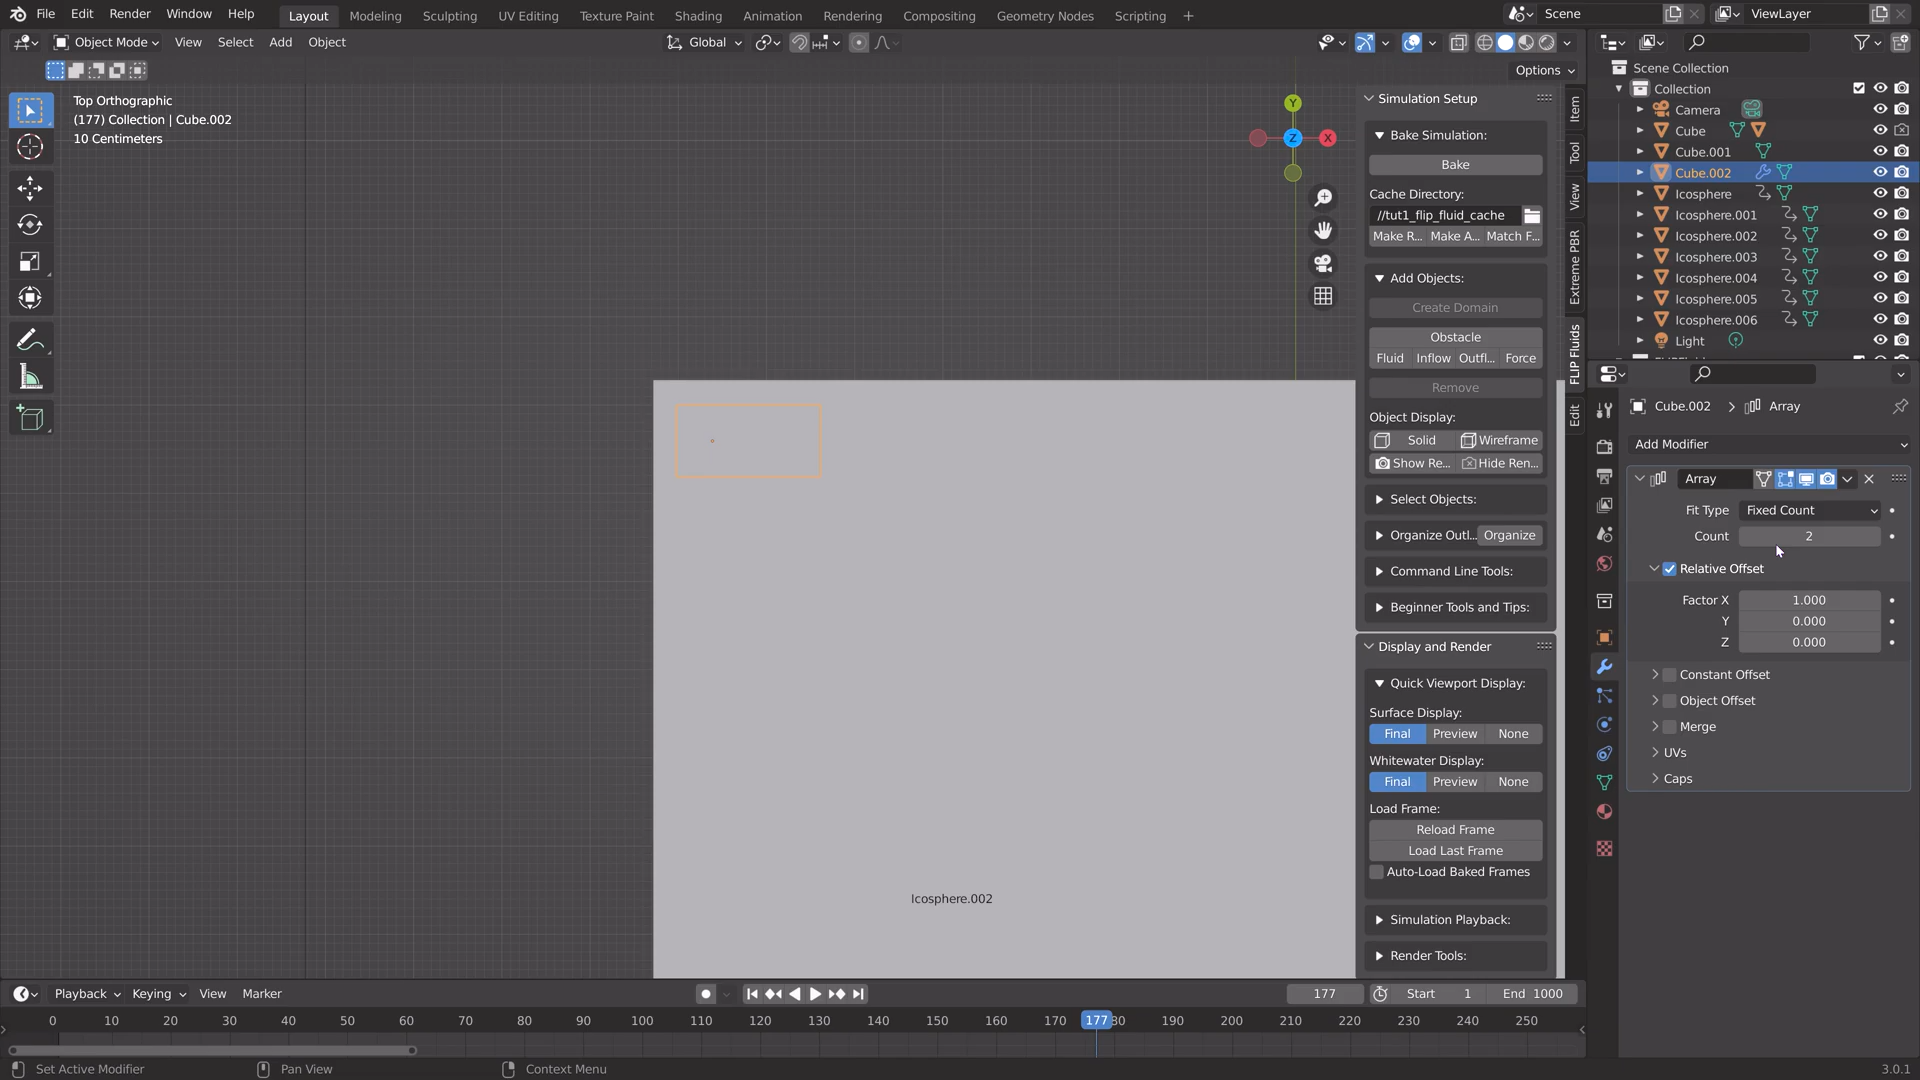 File Edit Render Window Help Layout Modeling Sculpting UV Editing Texture Paint Shading Animation Rendering Compositing Geometry Nodes Scripting + Scene ViewLayer
Object Mode View Select Add Object Global
Options
Top Orthographic
(177) Collection | Cube.002
10 Centimeters
Y
Z
X
Icosphere.002
Simulation Setup
Bake Simulation:
Bake
Cache Directory:
//tut1_flip_fluid_cache
Make R... Make A... Match F...
Add Objects:
Create Domain
Obstacle
Fluid Inflow Outfl... Force
Remove
Object Display:
Solid Wireframe
Show Re... Hide Ren...
Select Objects:
Organize Outl... Organize
Command Line Tools:
Beginner Tools and Tips:
Display and Render
Quick Viewport Display:
Surface Display:
Final Preview None
Whitewater Display:
Final Preview None
Load Frame:
Reload Frame
Load Last Frame
Auto-Load Baked Frames
Simulation Playback:
Render Tools:
Item
Tool
View
Extreme PBR
FLIP Fluids
Edit
Scene Collection
Collection
Camera
Cube
Cube.001
Cube.002
Icosphere
Icosphere.001
Icosphere.002
Icosphere.003
Icosphere.004
Icosphere.005
Icosphere.006
Light
Cube.002 Array
Add Modifier
Array
Fit Type Fixed Count
Count 2
Relative Offset
Factor X 1.000
Y 0.000
Z 0.000
Constant Offset
Object Offset
Merge
UVs
Caps
Playback Keying View Marker 177 Start 1 End 1000
0 10 20 30 40 50 60 70 80 90 100 110 120 130 140 150 160 170 177 80 190 200 210 220 230 240 250
Set Active Modifier Pan View Context Menu 3.0.1